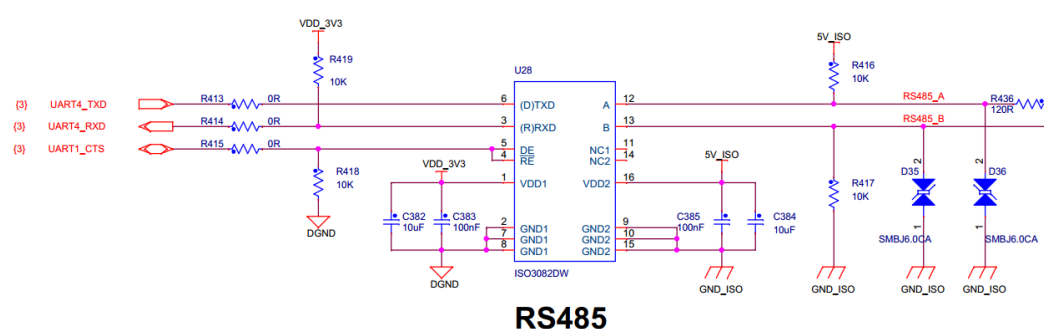 VDD_3V3
5V_ISO
R419
10K
U28
R416
10K
{3} UART4_TXD
R413 0R
6 (D)TXD
A 12
RS485_A
R436
120R
{3} UART4_RXD
R414 0R
3 (R)RXD
B 13
RS485_B
{3} UART1_CTS
R415 0R
5 DE
4 RE
NC1 11
NC2 14
R418
10K
DGND
VDD_3V3
1 VDD1
VDD2 16
5V_ISO
R417
10K
D35
2
1
SMBJ6.0CA
D36
2
1
SMBJ6.0CA
C382
10uF
C383
100nF
2 GND1
7 GND1
8 GND1
GND2 9
GND2 10
GND2 15
C385
100nF
C384
10uF
DGND
ISO3082DW
GND_ISO
GND_ISO
GND_ISO
GND_ISO
RS485